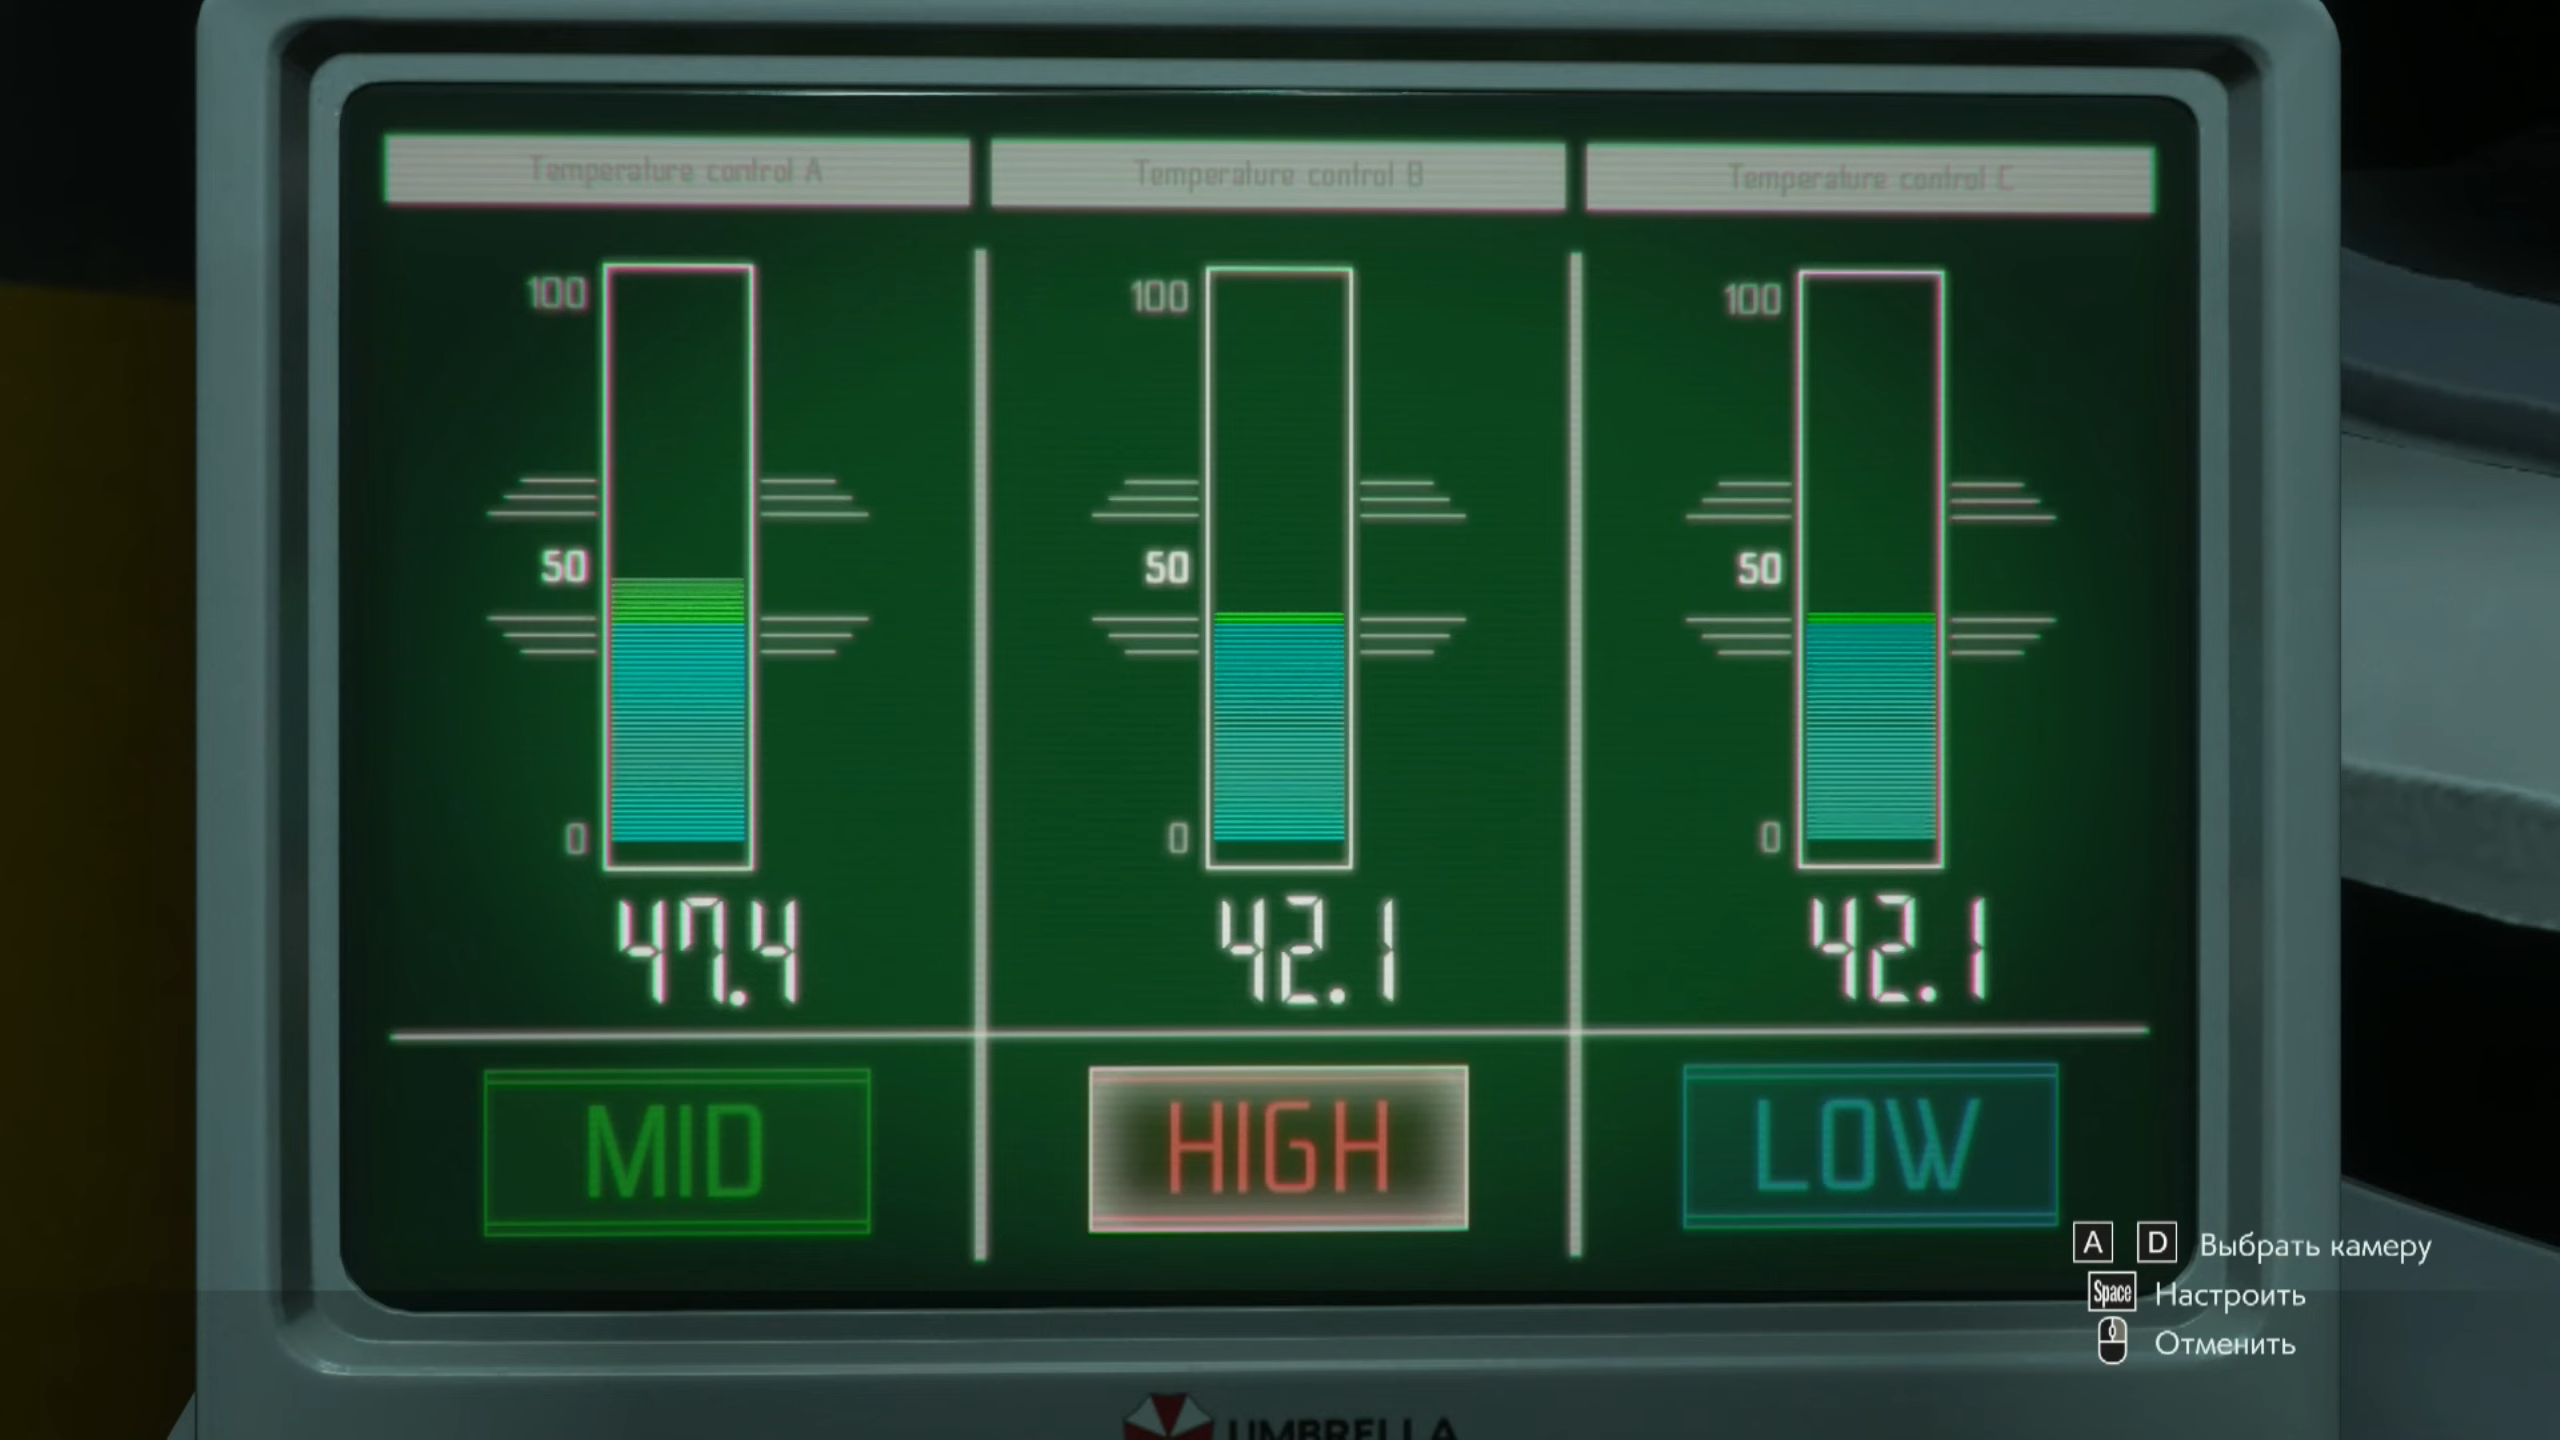 Temperature control A
Temperature control B
Temperature control C
100
100
100
50
50
50
0
0
0
47.4
42.1
42.1
MID
HIGH
LOW
A D Выбрать камеру
Space Настроить
Отменить
UMBRELLA